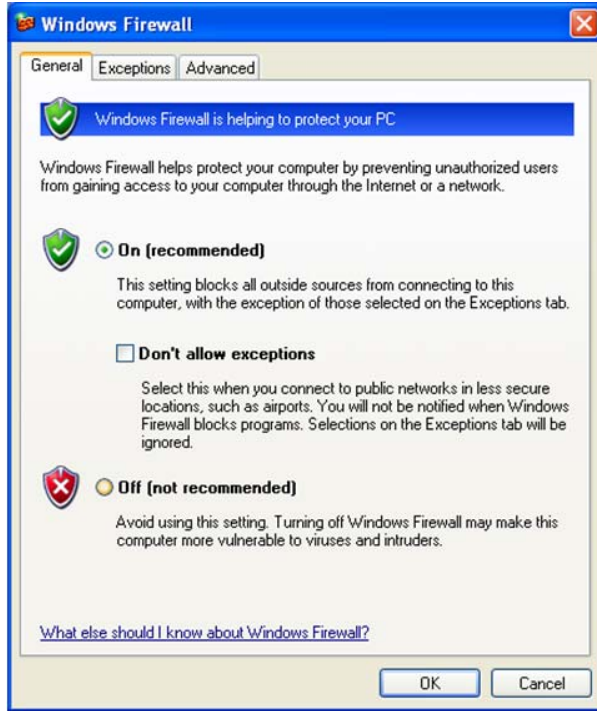 Windows Firewall
General Exceptions Advanced
Windows Firewall is helping to protect your PC
Windows Firewall helps protect your computer by preventing unauthorized users
from gaining access to your computer through the Internet or a network.
On (recommended)
This setting blocks all outside sources from connecting to this
computer, with the exception of those selected on the Exceptions tab.
Don't allow exceptions
Select this when you connect to public networks in less secure
locations, such as airports. You will not be notified when Windows
Firewall blocks programs. Selections on the Exceptions tab will be
ignored.
Off (not recommended)
Avoid using this setting. Turning off Windows Firewall may make this
computer more vulnerable to viruses and intruders.
What else should I know about Windows Firewall?
OK Cancel